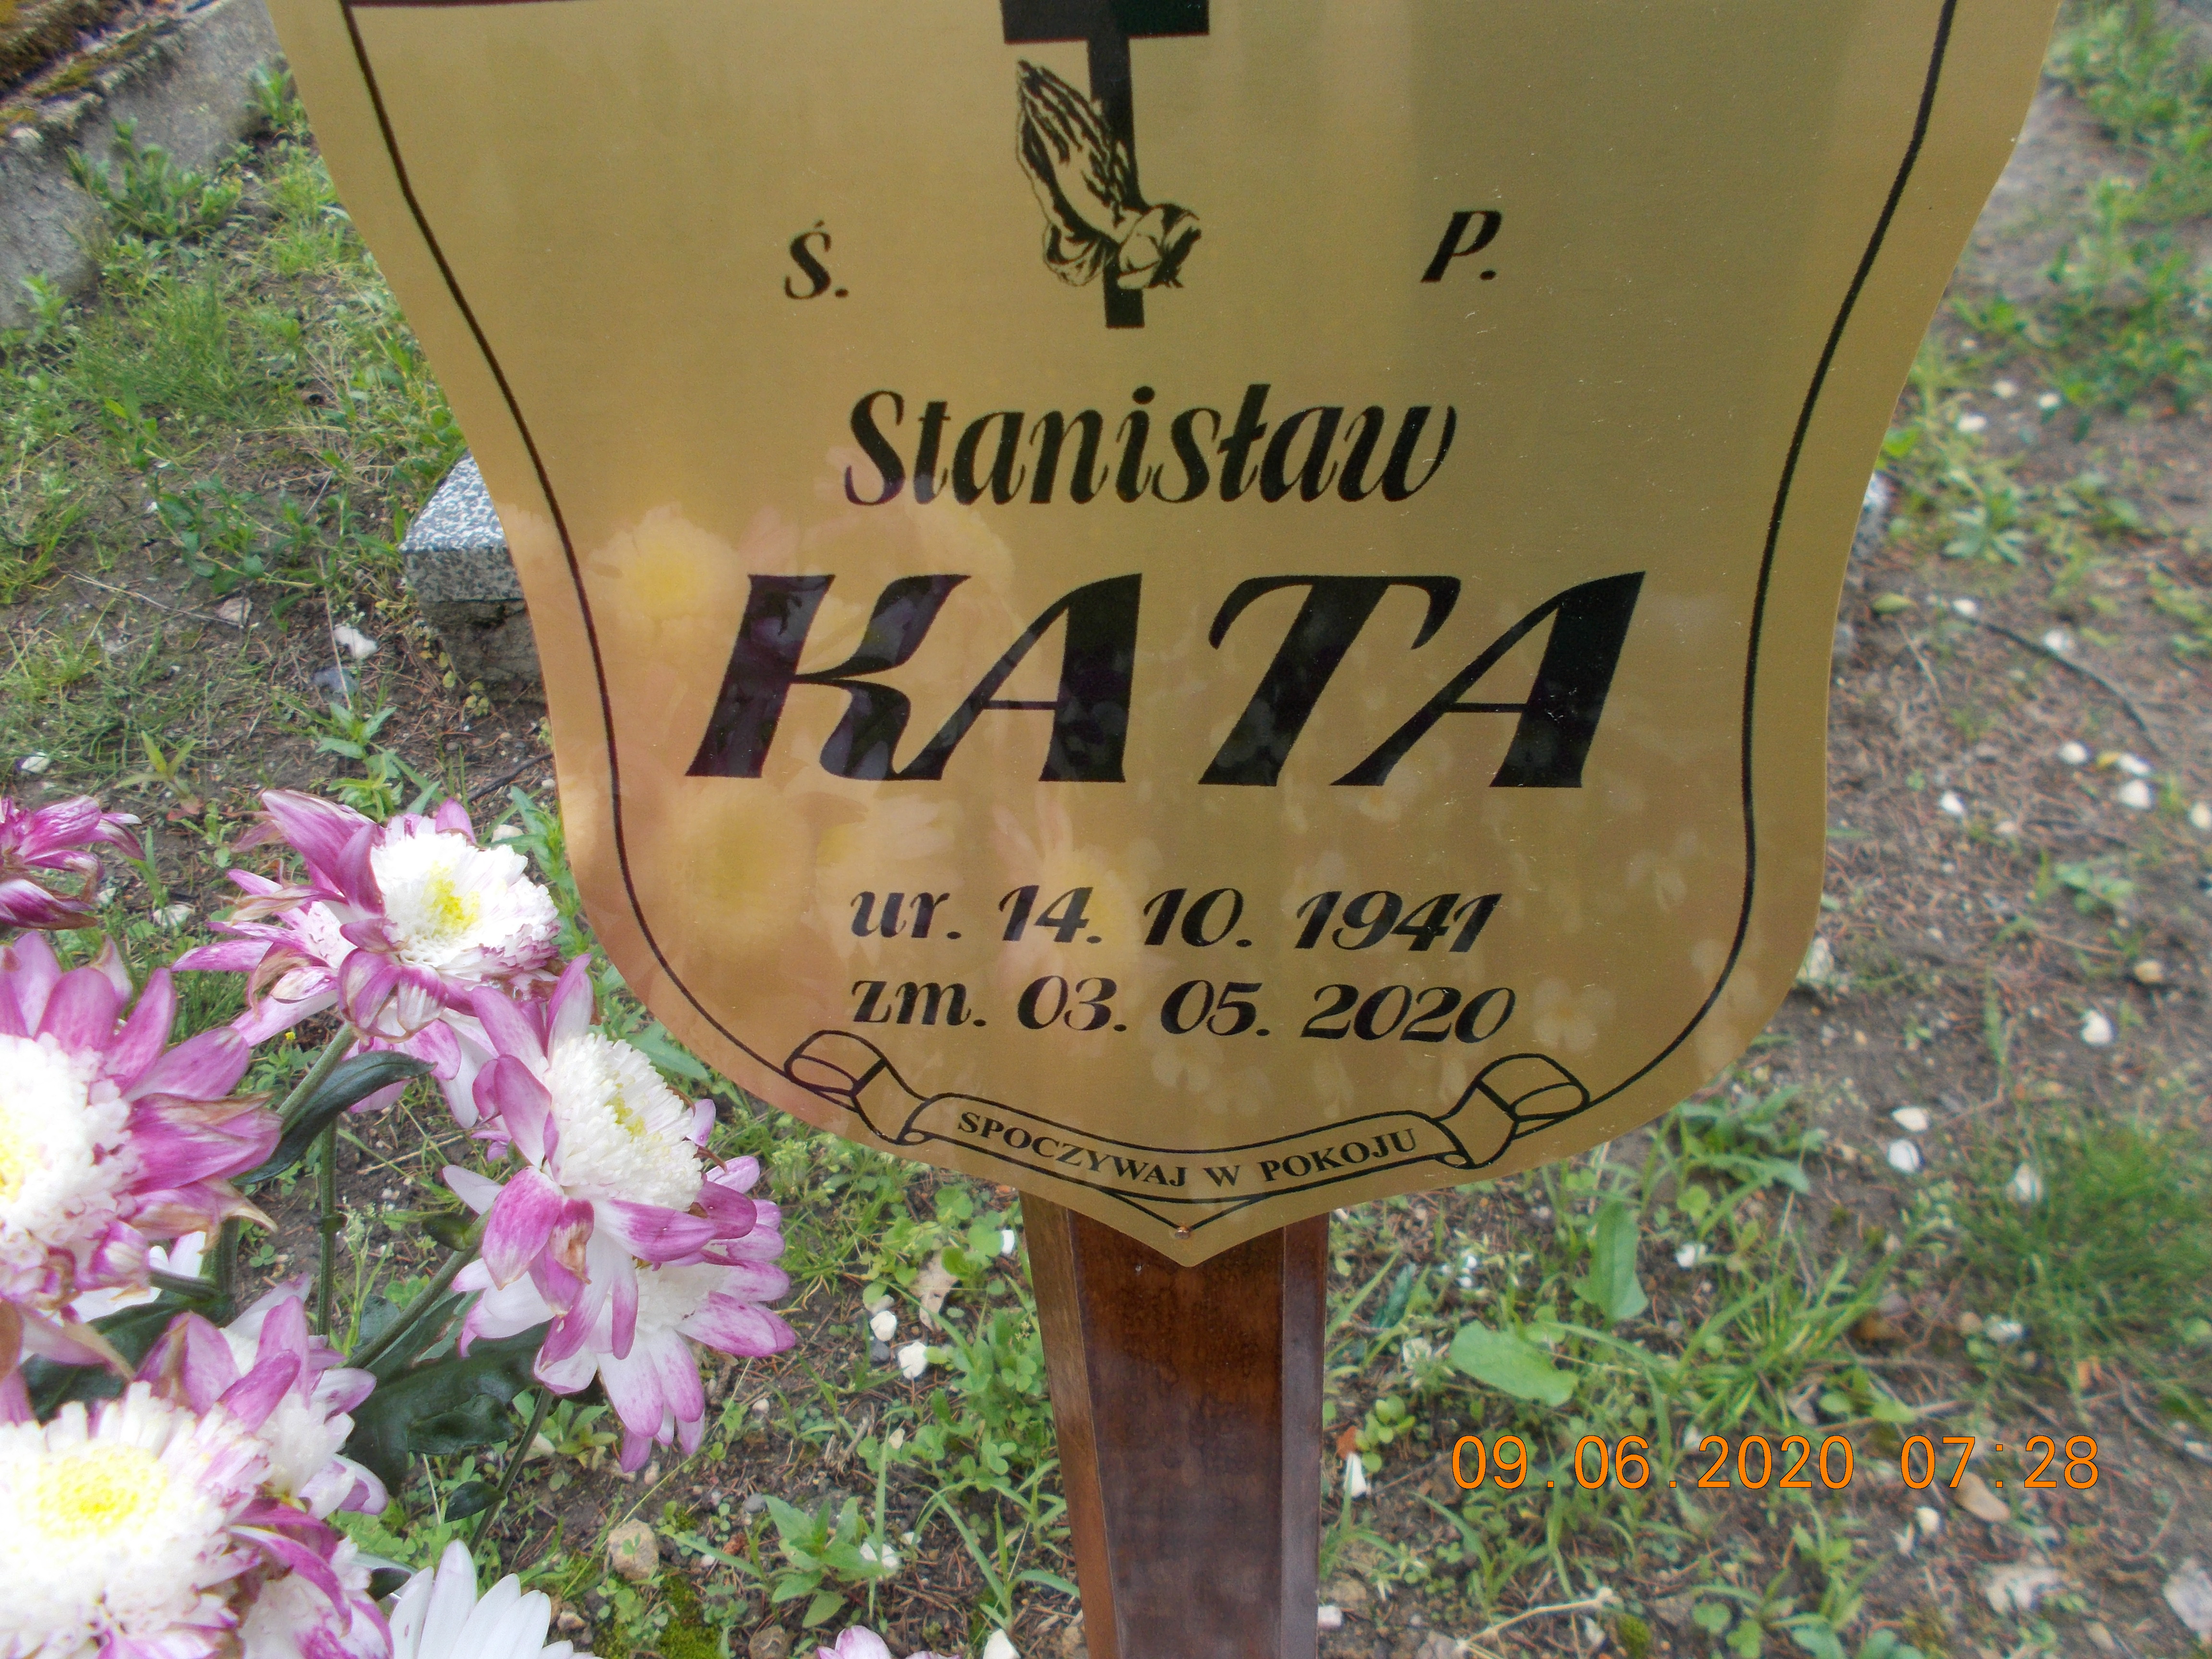 Ś. P.
Stanisław
KATA
ur. 14. 10. 1941
zm. 03. 05. 2020
SPOCZYWAJ W POKOJU
09.06.2020 07:28